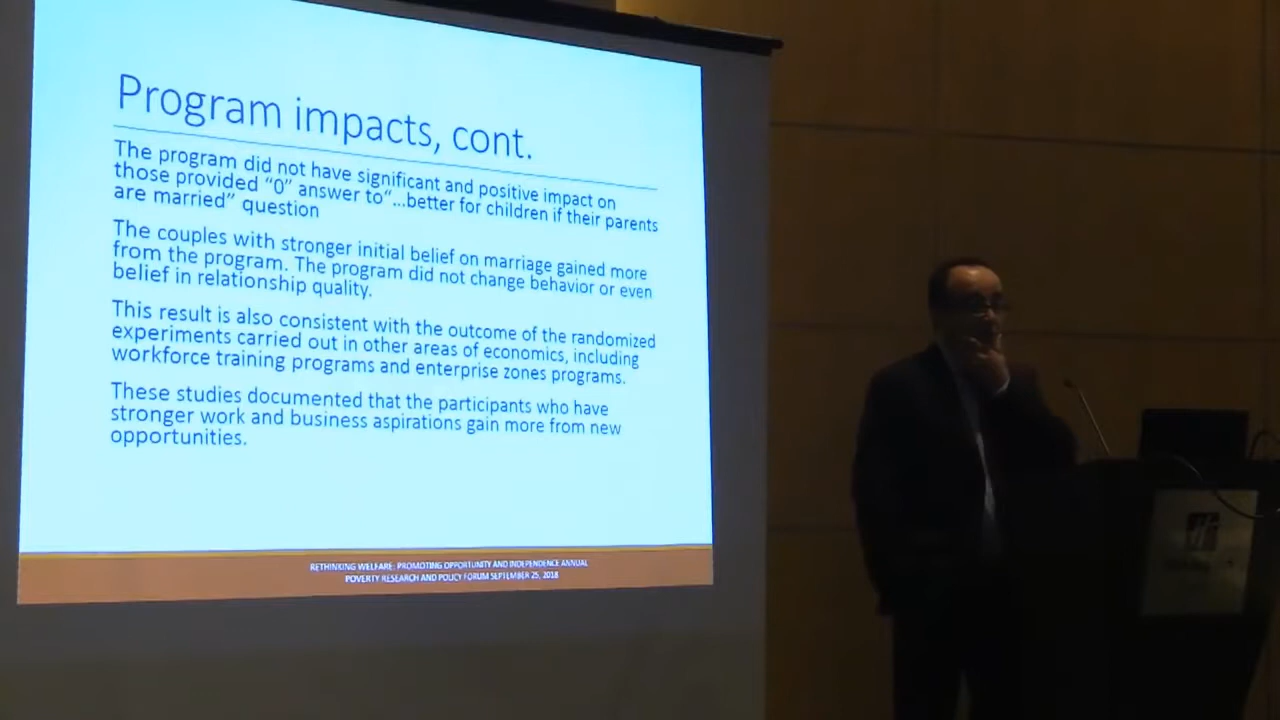 Program impacts, cont.
The program did not have significant and positive impact on
those provided “0” answer to“...better for children if their parents
are married” question
The couples with stronger initial belief on marriage gained more
from the program. The program did not change behavior or even
belief in relationship quality.
This result is also consistent with the outcome of the randomized
experiments carried out in other areas of economics, including
workforce training programs and enterprise zones programs.
These studies documented that the participants who have
stronger work and business aspirations gain more from new
opportunities.
RETHINKING WELFARE: PROMOTING OPPORTUNITY AND INDEPENDENCE ANNUAL
POVERTY RESEARCH AND POLICY FORUM SEPTEMBER 25, 2018